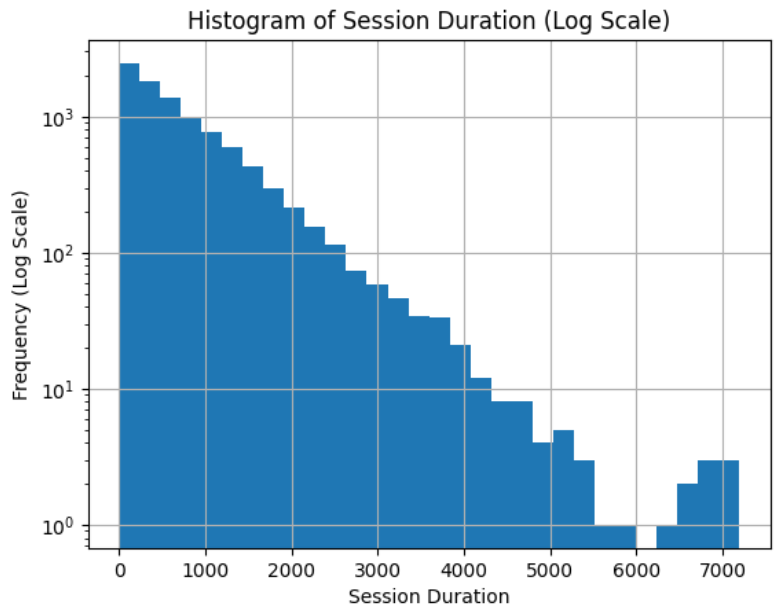 Histogram of Session Duration (Log Scale)
Frequency (Log Scale)
10³
10²
10¹
10⁰
0 1000 2000 3000 4000 5000 6000 7000
Session Duration